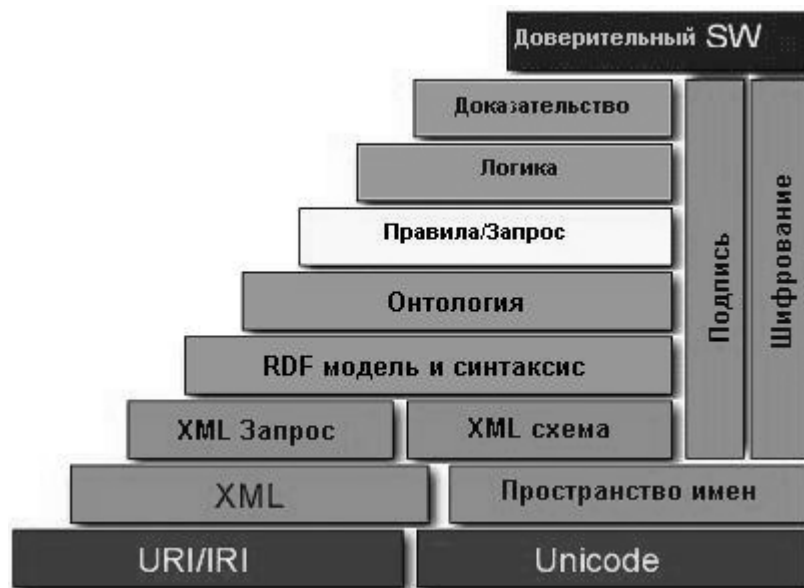 Доверительный SW
Доказательство
Логика
Правила/Запрос
Онтология
RDF модель и синтаксис
XML Запрос
XML схема
Подпись
Шифрование
XML
Пространство имен
URI/IRI
Unicode